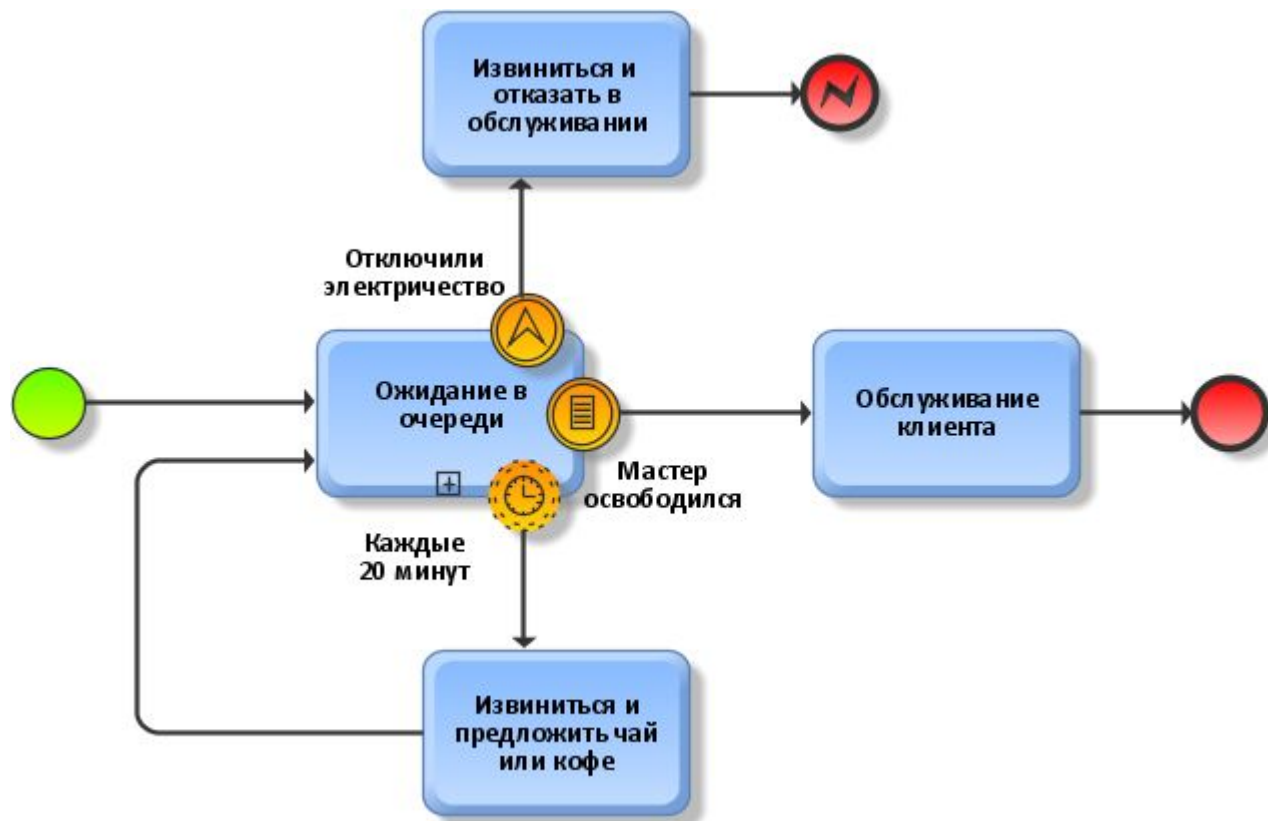 Извиниться и
отказать в
обслуживании
Отключили
электричество
Ожидание в
очереди
Обслуживание
клиента
Мастер
освободился
Каждые
20 минут
Извиниться и
предложить чай
или кофе